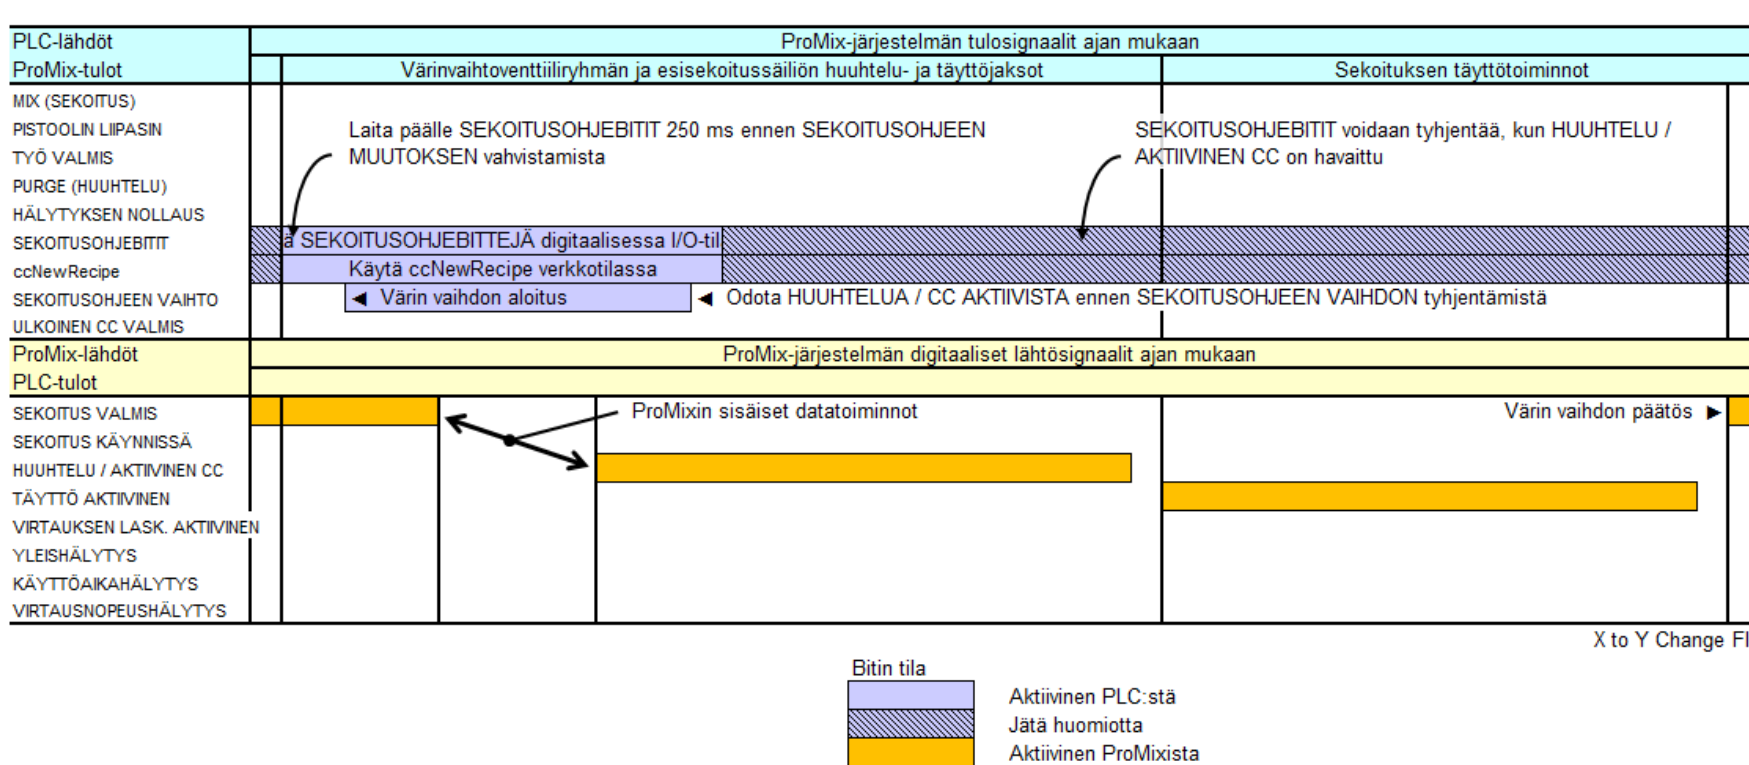 PLC-lähdöt
ProMix-järjestelmän tulosignaalit ajan mukaan
ProMix-tulot
Värinvaihtoventtiiliryhmän ja esisekoitussäiliön huuhtelu- ja täyttöjaksot
Sekoituksen täyttötoiminnot
MIX (SEKOITUS)
PISTOOLIN LIIPASIN
Laita päälle SEKOITUSOHJEBITIT 250 ms ennen SEKOITUSOHJEEN
SEKOITUSOHJEBITIT voidaan tyhjentää, kun HUUHTELU /
TYÖ VALMIS
MUUTOKSEN vahvistamista
AKTIIVINEN CC on havaittu
PURGE (HUUHTELU)
HÄLYTYKSEN NOLLAUS
SEKOITUSOHJEBITIT
ä SEKOITUSOHJEBITTEJÄ digitaalisessa I/O-til
ccNewRecipe
Käytä ccNewRecipe verkkotilassa
SEKOITUSOHJEEN VAIHTO
◄ Värin vaihdon aloitus
◄ Odota HUUHTELUA / CC AKTIIVISTA ennen SEKOITUSOHJEEN VAIHDON tyhjentämistä
ULKOINEN CC VALMIS
ProMix-lähdöt
ProMix-järjestelmän digitaaliset lähtösignaalit ajan mukaan
PLC-tulot
SEKOITUS VALMIS
ProMixin sisäiset datatoiminnot
Värin vaihdon päätös ►
SEKOITUS KÄYNNISSÄ
HUUHTELU / AKTIIVINEN CC
TÄYTTÖ AKTIIVINEN
VIRTAUKSEN LASK. AKTIIVINEN
YLEISHÄLYTYS
KÄYTTÖAIKAHÄLYTYS
VIRTAUSNOPEUSHÄLYTYS
X to Y Change Fl
Bitin tila
Aktiivinen PLC:stä
Jätä huomiotta
Aktiivinen ProMixista